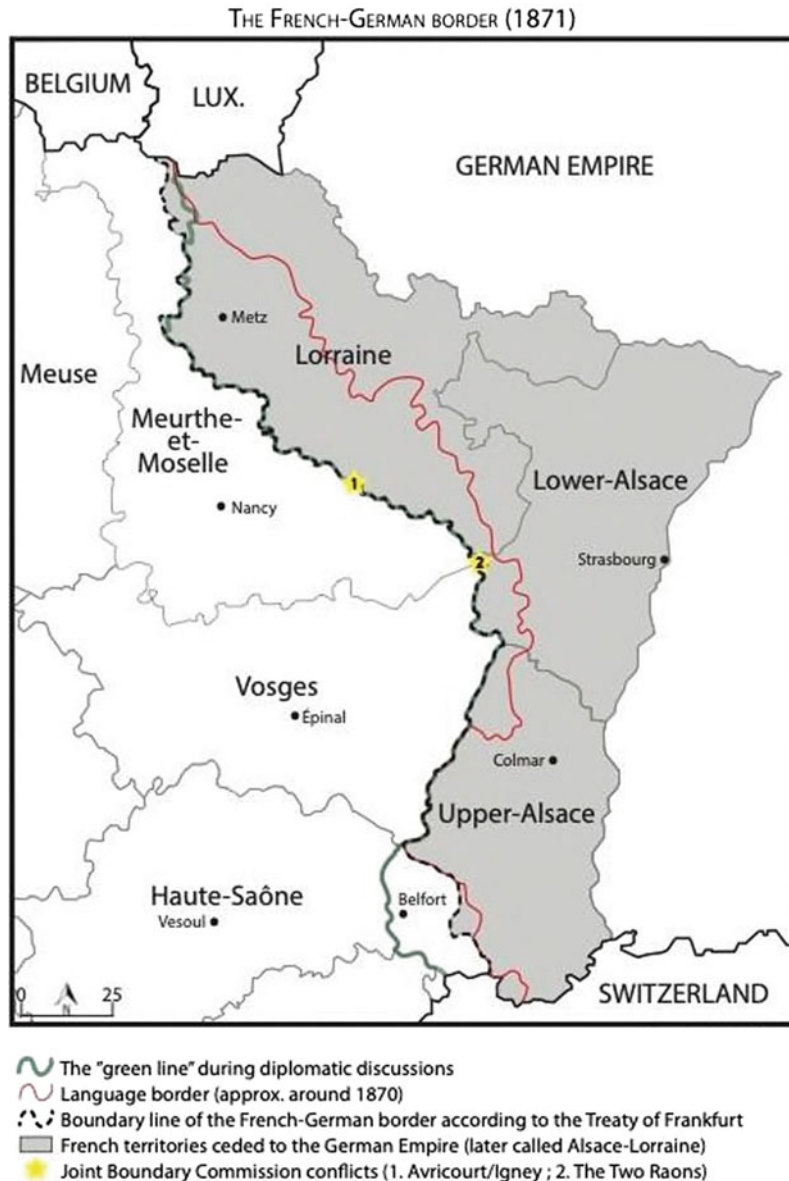 THE FRENCH-GERMAN BORDER (1871)
BELGIUM
LUX.
GERMAN EMPIRE
Metz
Lorraine
Meuse
Meurthe-
et-
Moselle
1
Lower-Alsace
Nancy
2
Strasbourg
Vosges
Épinal
Colmar
Upper-Alsace
Haute-Saône
Belfort
Vesoul
0 25
N
SWITZERLAND
The "green line" during diplomatic discussions
Language border (approx. around 1870)
Boundary line of the French-German border according to the Treaty of Frankfurt
French territories ceded to the German Empire (later called Alsace-Lorraine)
Joint Boundary Commission conflicts (1. Avricourt/Igney ; 2. The Two Raons)